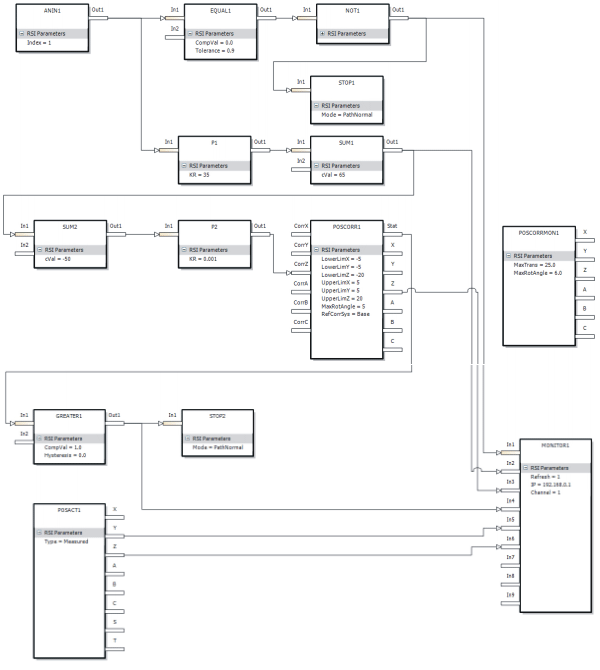 ANIN1
Out1
RSI Parameters
Index = 1
In1
In2
EQUAL1
Out1
RSI Parameters
CompVal = 0.0
Tolerance = 0.9
In1
NOT1
Out1
RSI Parameters
In1
STOP1
RSI Parameters
Mode = PathNormal
In1
P1
Out1
RSI Parameters
KR = 35
In1
In2
SUM1
Out1
RSI Parameters
cVal = 65
In1
In2
SUM2
Out1
RSI Parameters
cVal = -50
In1
P2
Out1
RSI Parameters
KR = 0.001
CorrX
CorrY
CorrZ
CorrA
CorrB
CorrC
POSCORR1
RSI Parameters
LowerLimX = -5
LowerLimY = -5
LowerLimZ = -20
UpperLimX = 5
UpperLimY = 5
UpperLimZ = 20
MaxRotAngle = 5
RefCorrSys = Base
Stat
X
Y
Z
A
B
C
POSCORRMON1
RSI Parameters
MaxTrans = 25.0
MaxRotAngle = 6.0
X
Y
Z
A
B
C
In1
In2
GREATER1
Out1
RSI Parameters
CompVal = 1.0
Hysteresis = 0.0
In1
STOP2
RSI Parameters
Mode = PathNormal
POSACT1
RSI Parameters
Type = Measured
X
Y
Z
A
B
C
S
T
In1
In2
In3
In4
In5
In6
In7
In8
In9
MONITOR1
RSI Parameters
Refresh = 1
IP = 192.168.0.1
Channel = 1